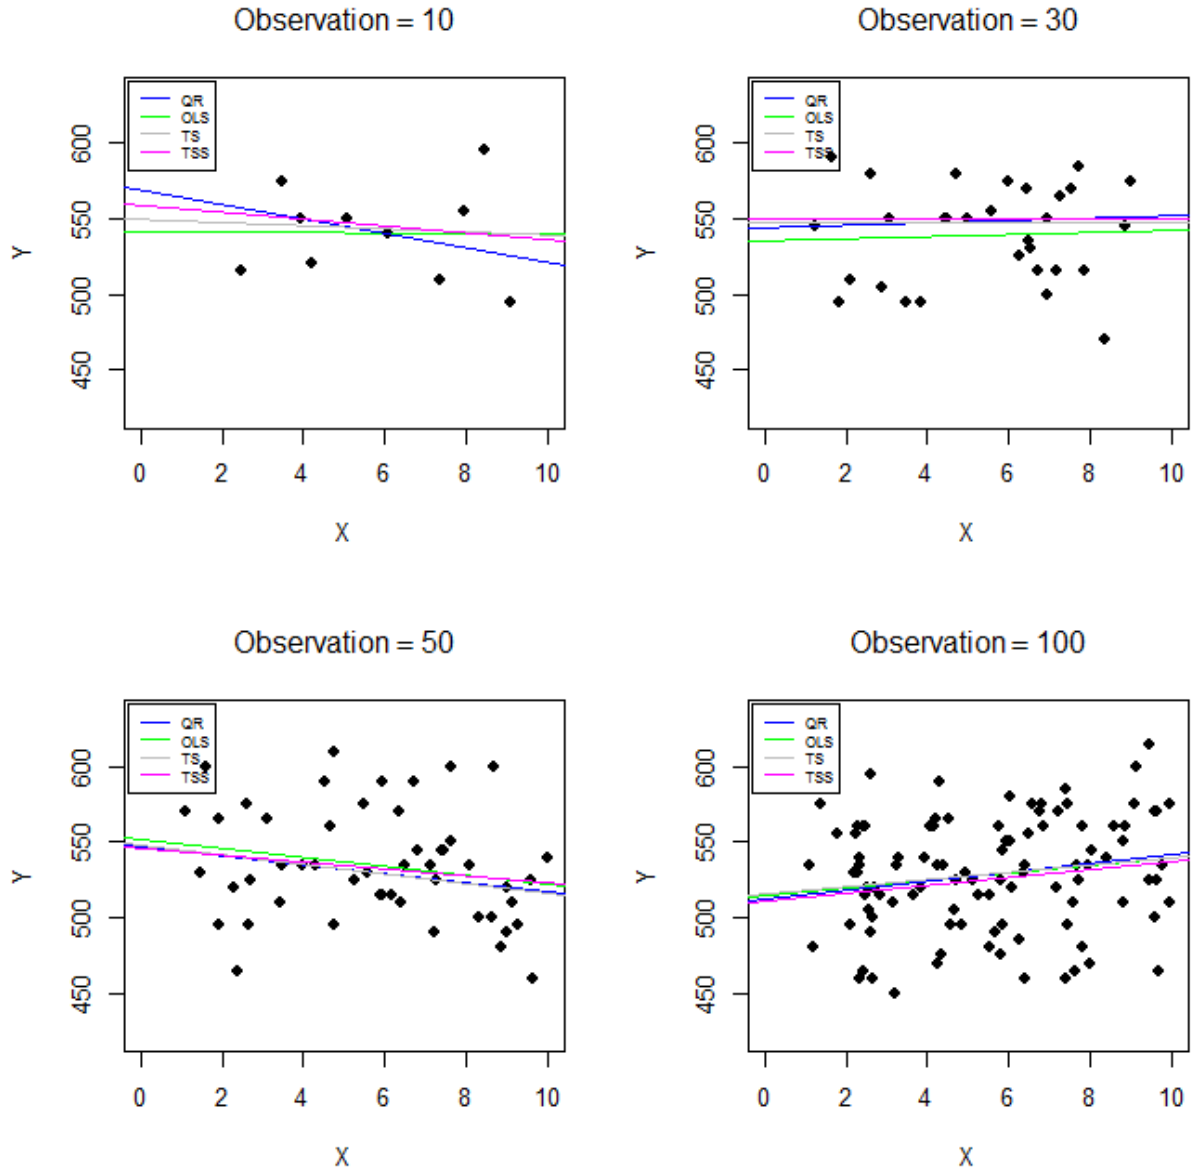 Observation = 10
QR
OLS
TS
TSS
Y
600
550
500
450
0 2 4 6 8 10
X
Observation = 30
QR
OLS
TS
TSS
Y
600
550
500
450
0 2 4 6 8 10
X
Observation = 50
QR
OLS
TS
TSS
Y
600
550
500
450
0 2 4 6 8 10
X
Observation = 100
QR
OLS
TS
TSS
Y
600
550
500
450
0 2 4 6 8 10
X